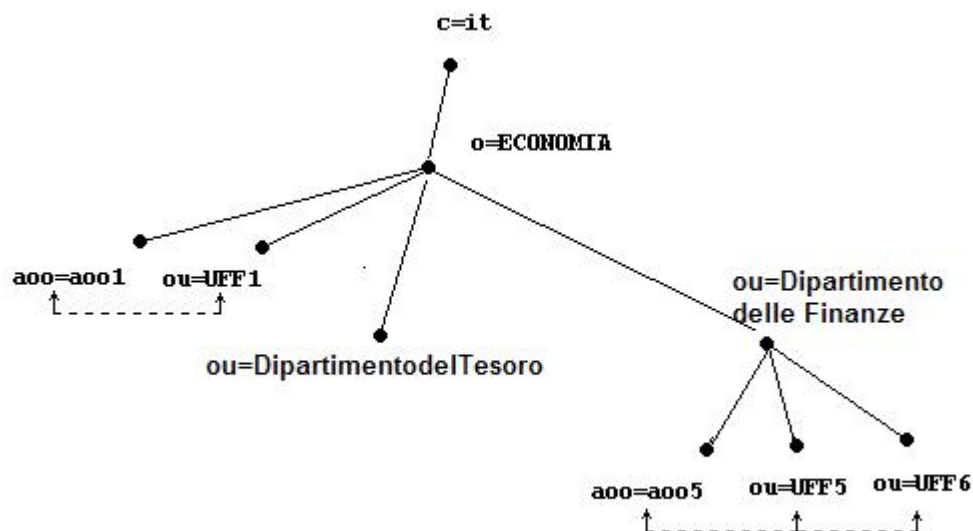 c=it
o=ECONOMIA
aoo=aoo1
ou=UFF1
ou=Dipartimento
delle Finanze
ou=DipartimentodelTesoro
aoo=aoo5
ou=UFF5
ou=UFF6